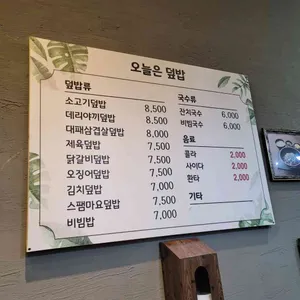 오늘은 덮밥
덮밥류
소고기덮밥 8,500
데리야끼덮밥 8,500
대패삼겹살덮밥 8,000
제육덮밥 7,500
닭갈비덮밥 7,500
오징어덮밥 7,500
김치덮밥 7,000
스팸마요덮밥 7,500
비빔밥 7,000
국수류
잔치국수 6,000
비빔국수 6,000
음료
콜라 2,000
사이다 2,000
환타 2,000
기타